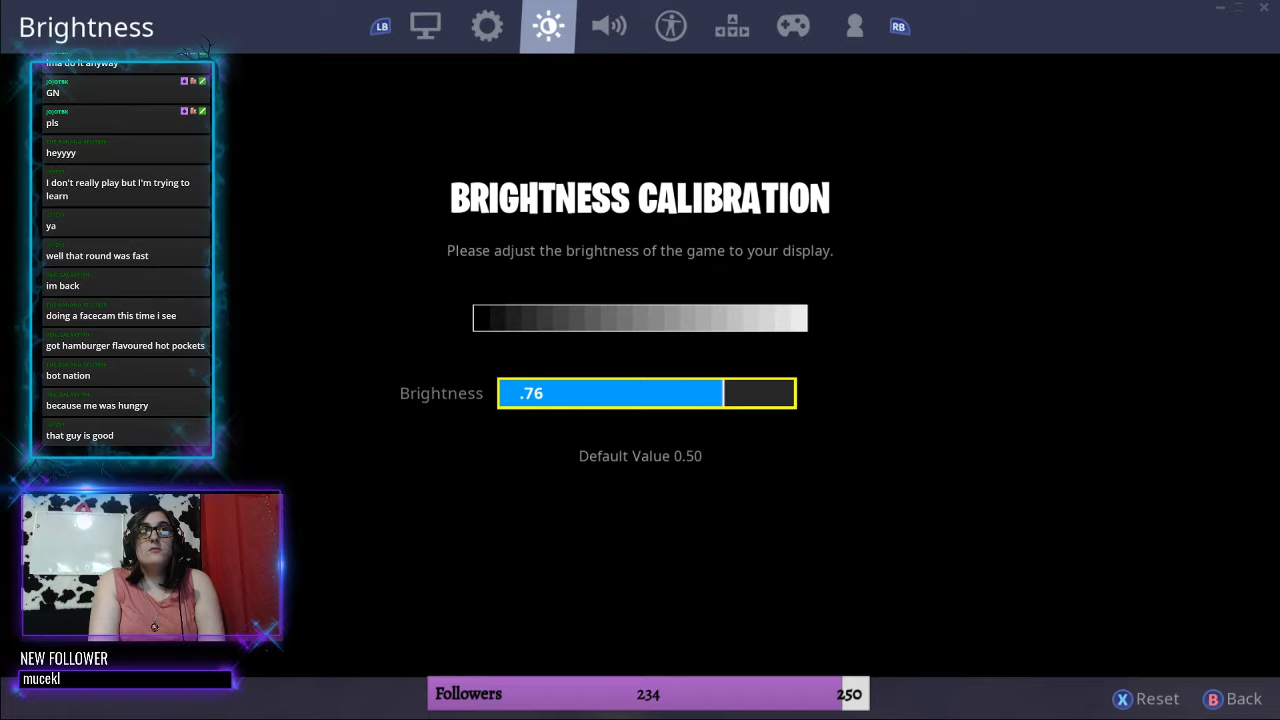 Brightness
LB
RB
ima do it anyway
JOJOTBK
GN
JOJOTBK
pls
heyyyy
I don't really play but I'm trying to
learn
ya
well that round was fast
im back
doing a facecam this time i see
got hamburger flavoured hot pockets
bot nation
because me was hungry
that guy is good
BRIGHTNESS CALIBRATION
Please adjust the brightness of the game to your display.
Brightness .76
Default Value 0.50
NEW FOLLOWER
mucekl
Followers 234 250
X Reset B Back